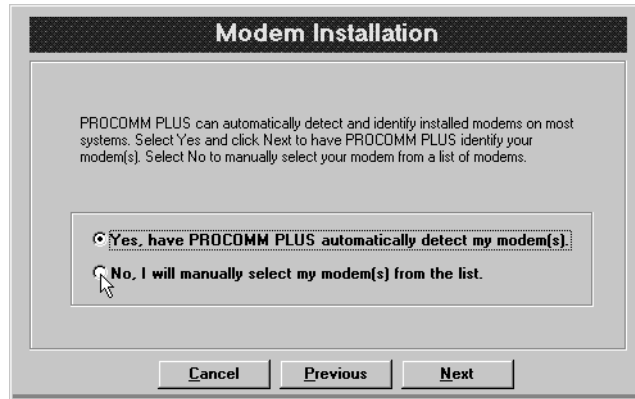 Modem Installation
PROCOMM PLUS can automatically detect and identify installed modems on most
systems. Select Yes and click Next to have PROCOMM PLUS identify your
modem(s). Select No to manually select your modem from a list of modems.
Yes, have PROCOMM PLUS automatically detect my modem(s).
No, I will manually select my modem(s) from the list.
Cancel Previous Next